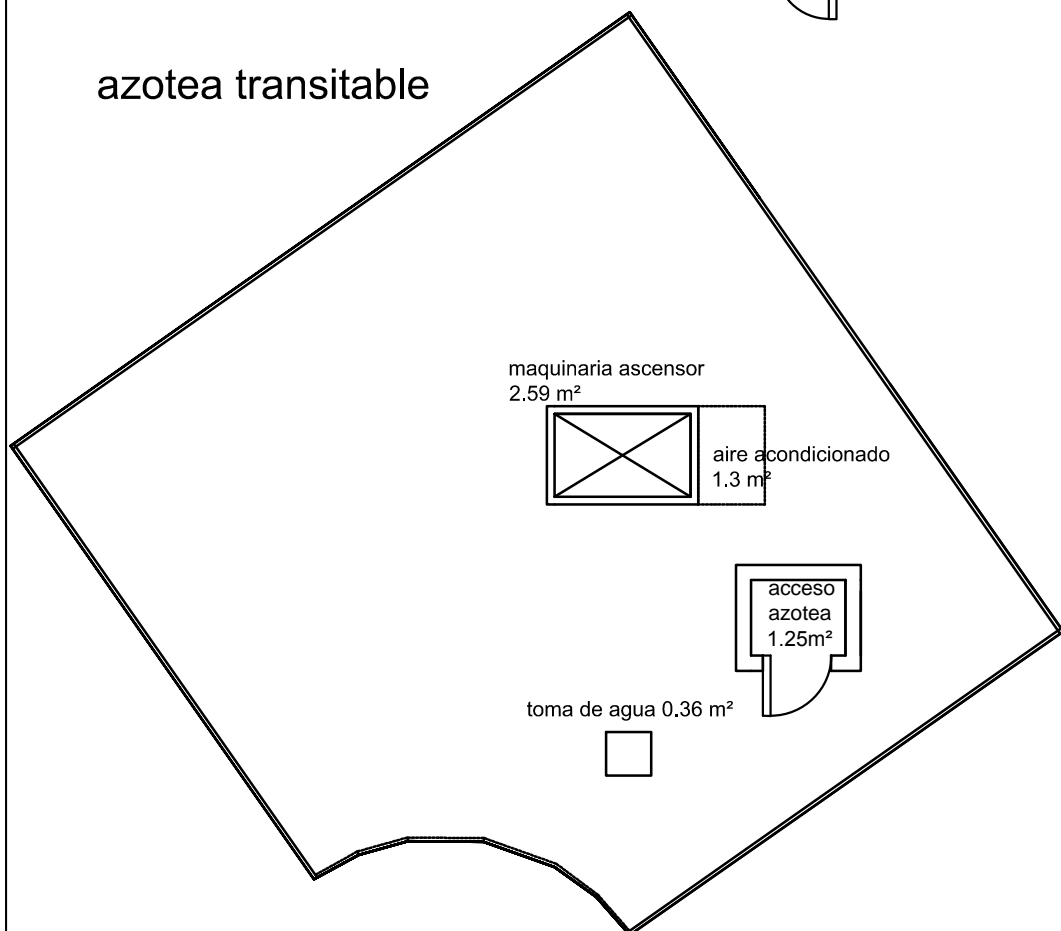 azotea transitable
maquinaria ascensor
2.59 m²
aire acondicionado
1.3 m²
acceso
azotea
1.25m²
toma de agua 0.36 m²